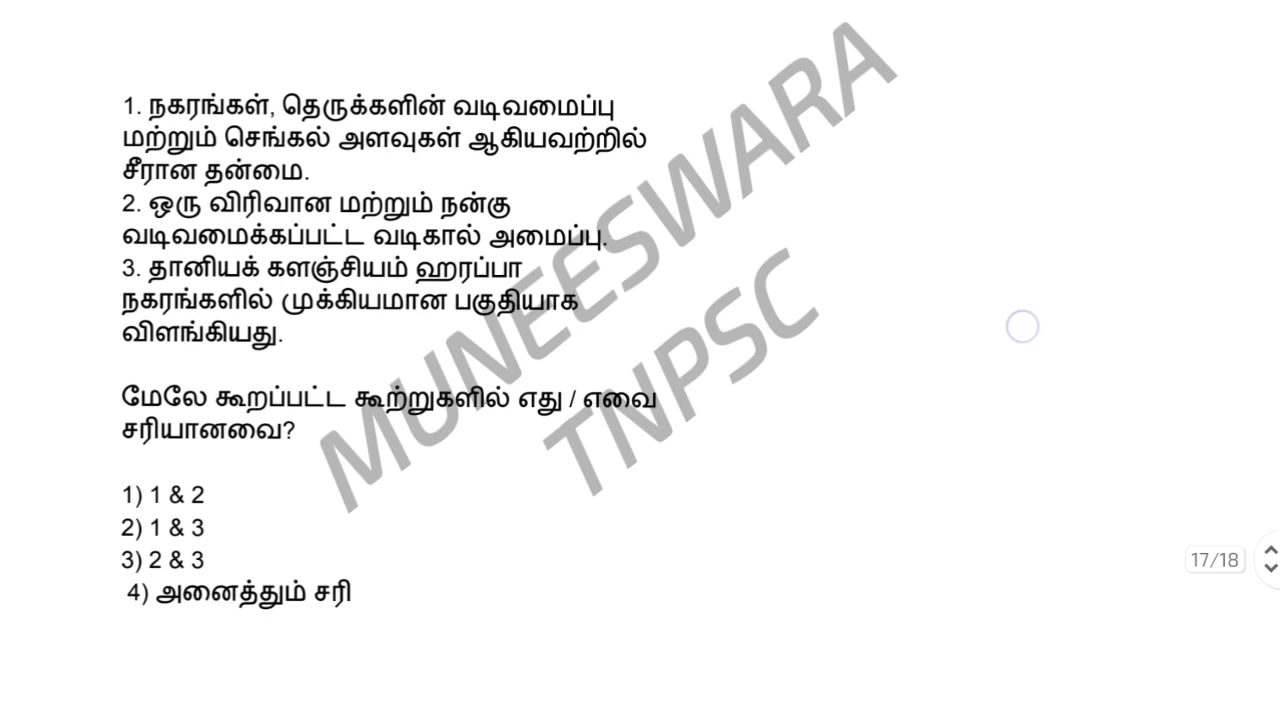 1. நகரங்கள், தெருக்களின் வடிவமைப்பு
மற்றும் செங்கல் அளவுகள் ஆகியவற்றில்
சீரான தன்மை.
2. ஒரு விரிவான மற்றும் நன்கு
வடிவமைக்கப்பட்ட வடிகால் அமைப்பு.
3. தானியக் களஞ்சியம் ஹரப்பா
நகரங்களில் முக்கியமான பகுதியாக
விளங்கியது.
மேலே கூறப்பட்ட கூற்றுகளில் எது / எவை
சரியானவை?
1) 1 & 2
2) 1 & 3
3) 2 & 3
4) அனைத்தும் சரி
MUNEESWARA
TNPSC
17/18